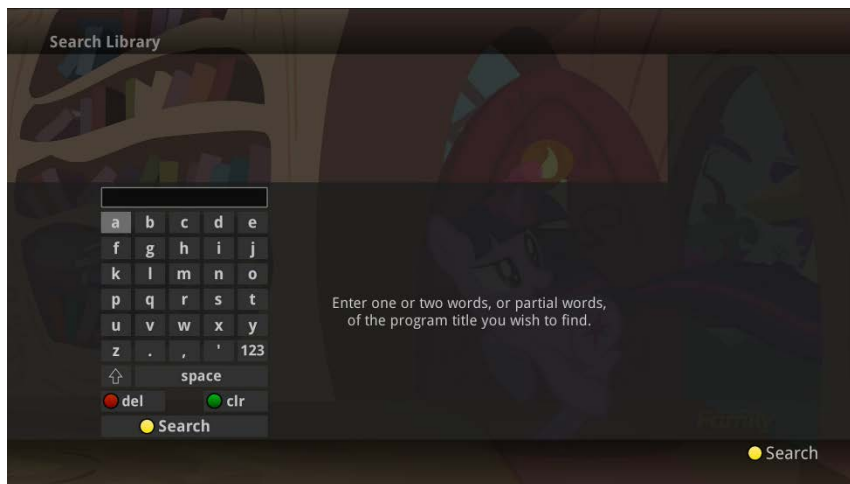 Search Library
a b c d e
f g h i j
k l m n o
p q r s t
u v w x y
z . , ' 123
space
del clr
Search
Enter one or two words, or partial words,
of the program title you wish to find.
Search